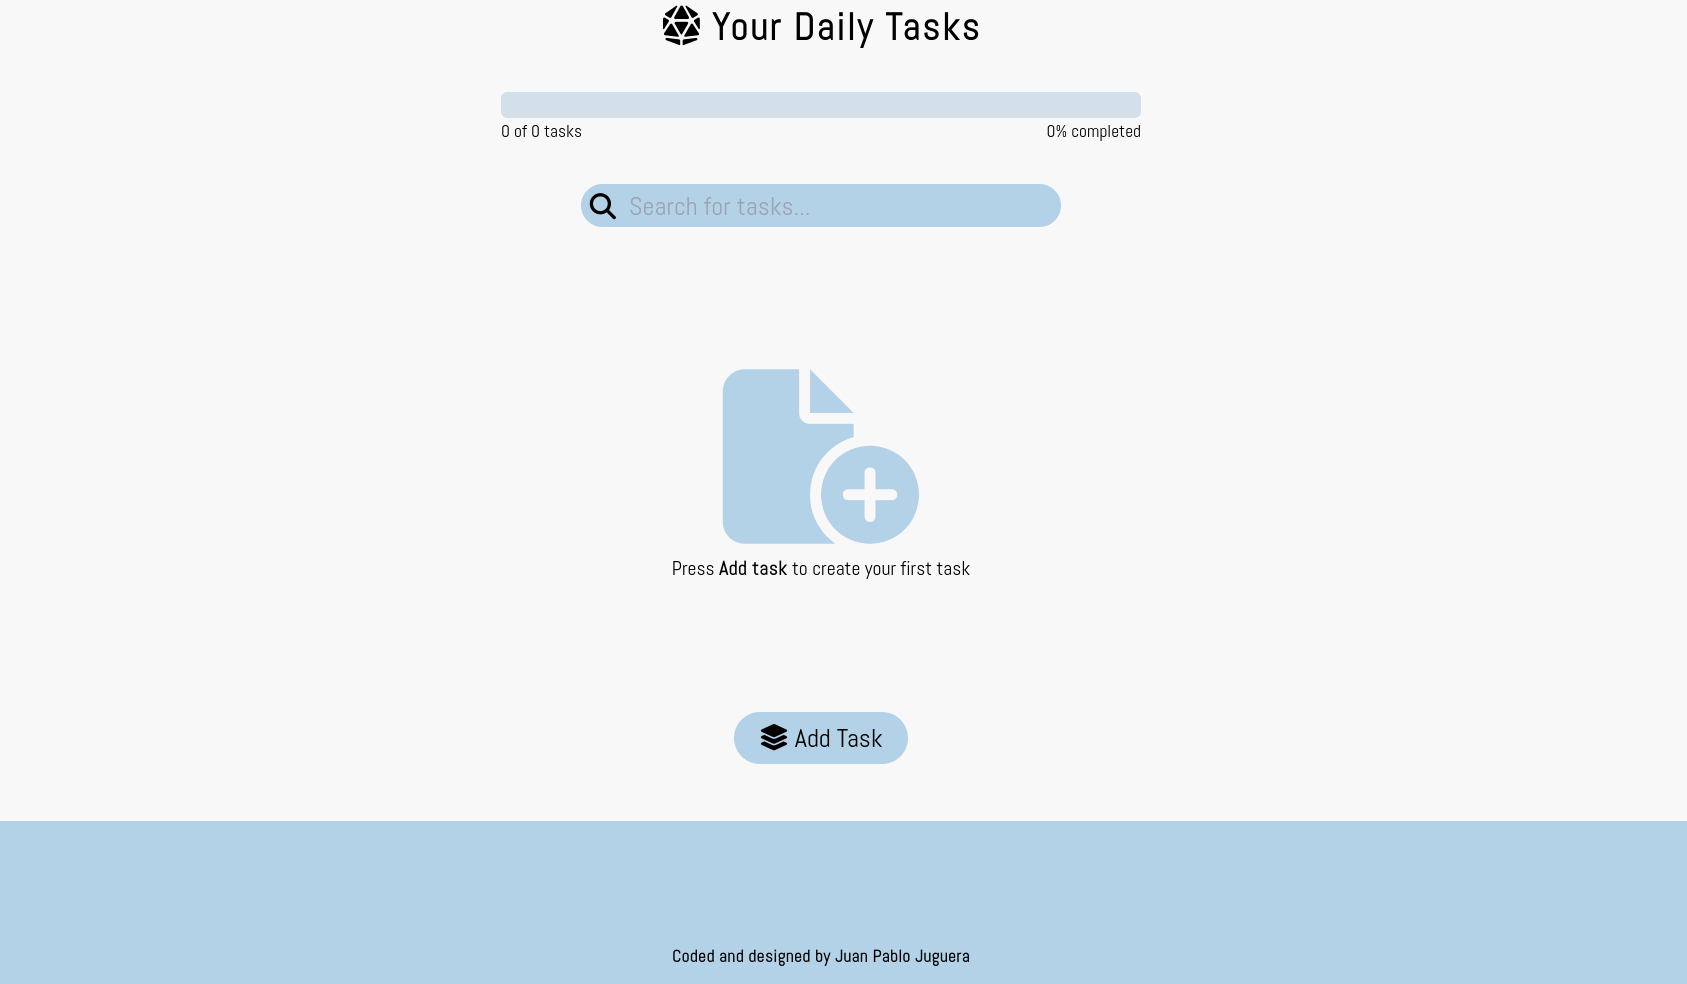 Your Daily Tasks
0 of 0 tasks
0% completed
Search for tasks...
Press Add task to create your first task
Add Task
Coded and designed by Juan Pablo Juguera